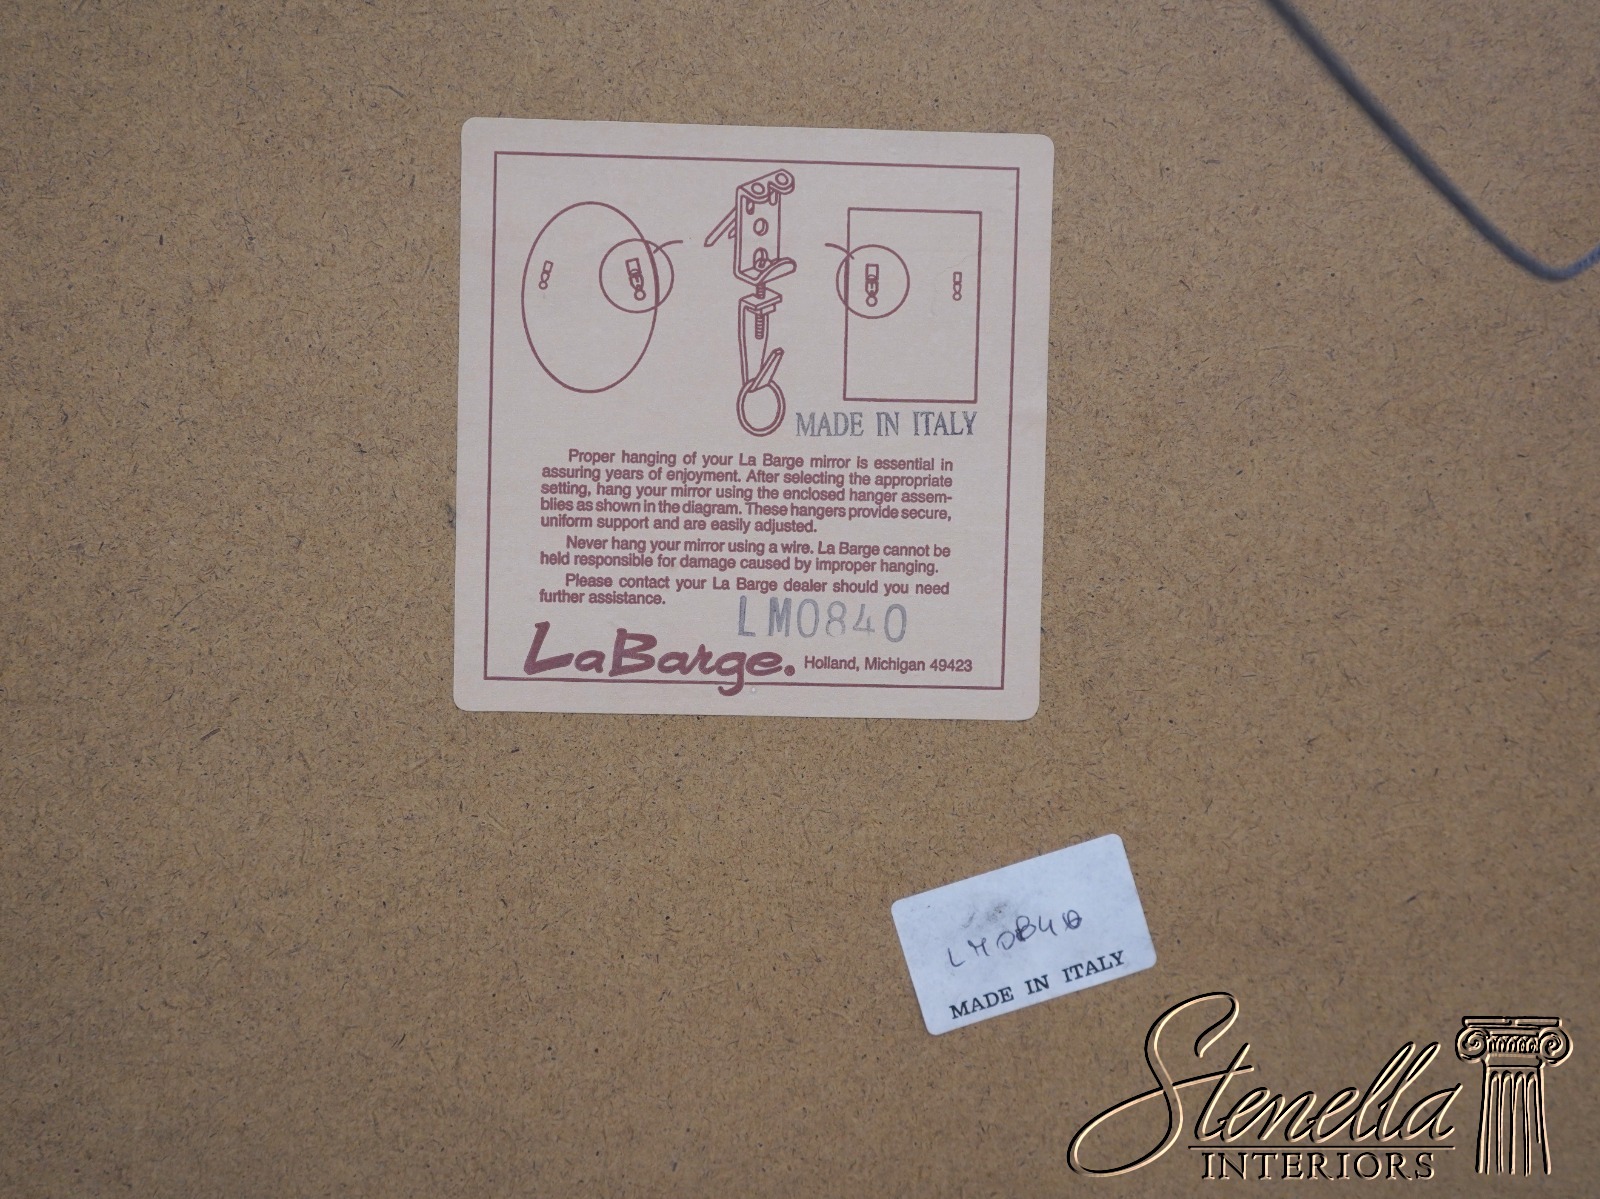 MADE IN ITALY
Proper hanging of your La Barge mirror is essential in
assuring years of enjoyment. After selecting the appropriate
setting, hang your mirror using the enclosed hanger assem-
blies as shown in the diagram. These hangers provide secure,
uniform support and are easily adjusted.
Never hang your mirror using a wire. La Barge cannot be
held responsible for damage caused by improper hanging.
Please contact your La Barge dealer should you need
further assistance.
LM0840
LaBarge. Holland, Michigan 49423
LM0840
MADE IN ITALY
Stenella
INTERIORS